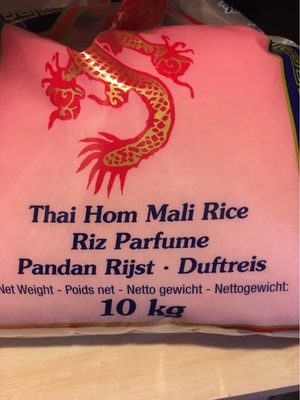 Thai Hom Mali Rice
Riz Parfume
Pandan Rijst · Duftreis
Net Weight - Poids net - Netto gewicht - Nettogewicht:
10 kg